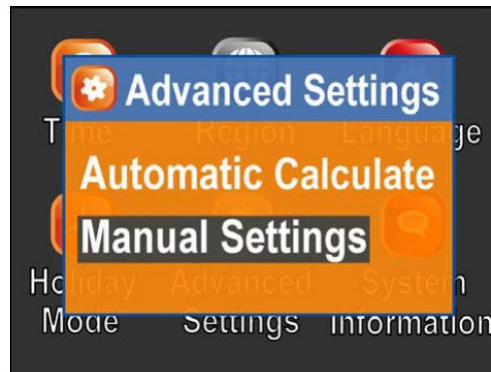 Advanced Settings
Time Region Language
Automatic Calculate
Manual Settings
Holiday Advanced System
Mode Settings Information